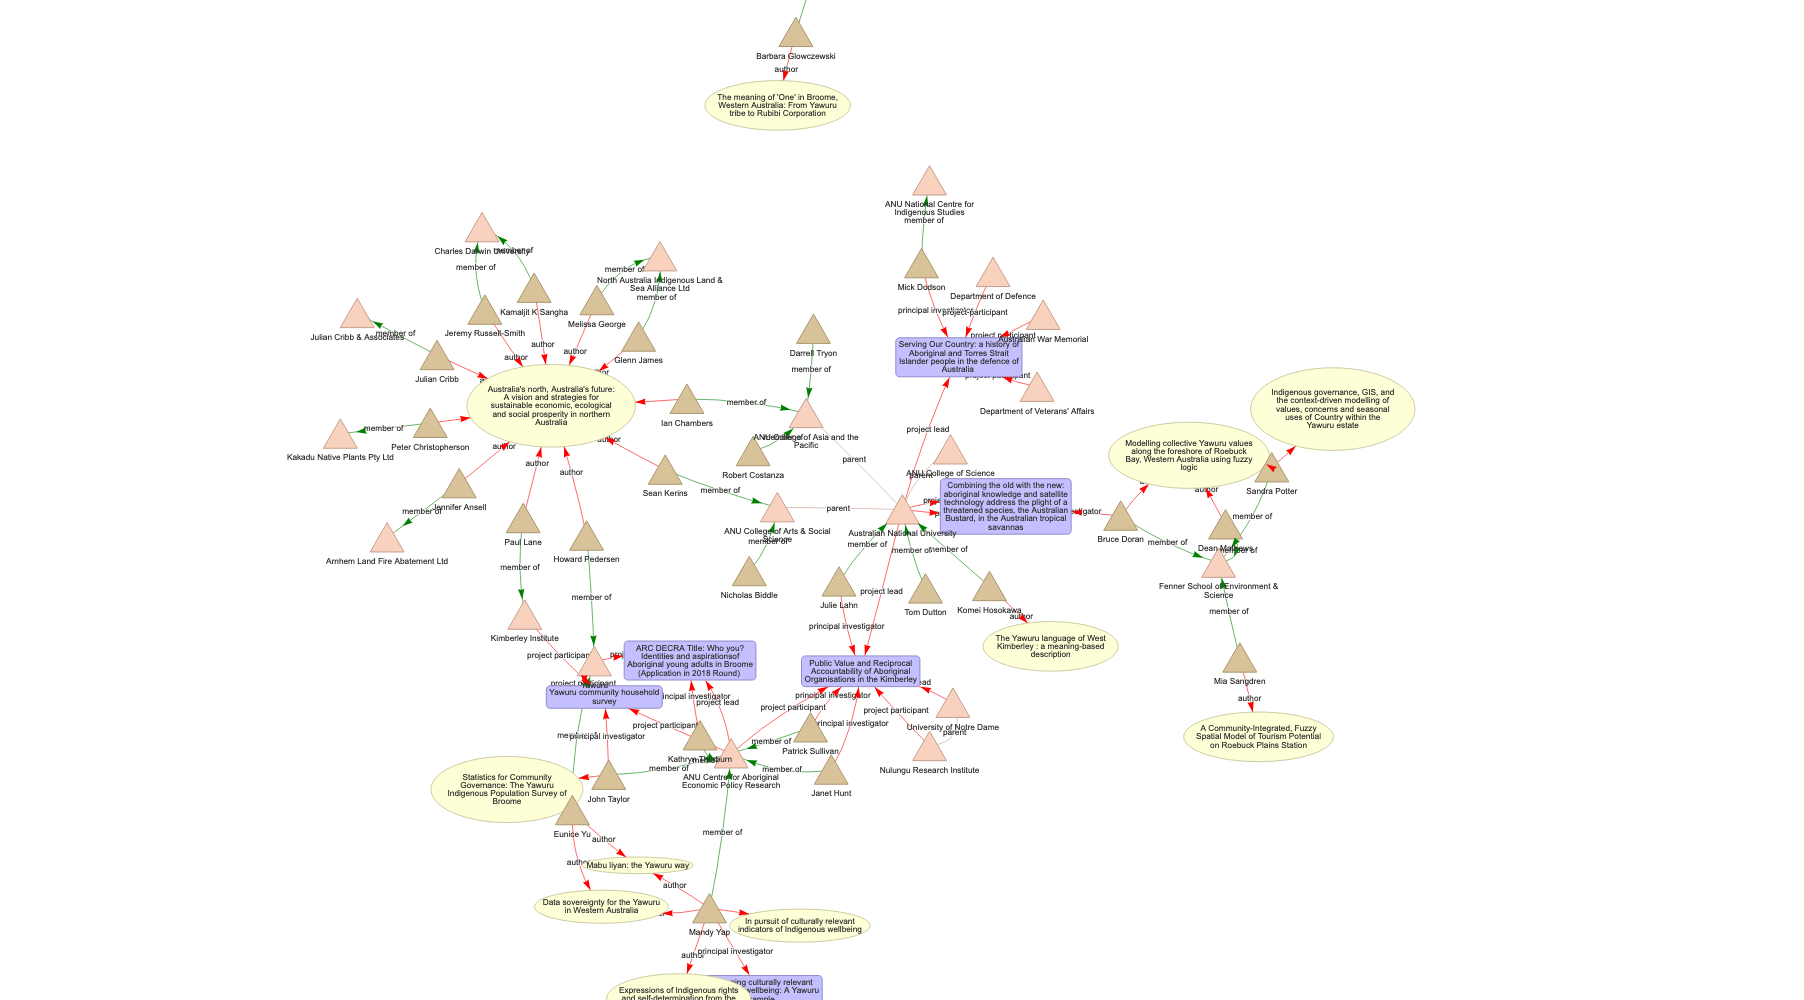 Barbara Glowczewski
author
The meaning of 'One' in Broome,
Western Australia: From Yawuru
tribe to Rubibi Corporation
ANU National Centre for
Indigenous Studies
member of
Charles Darwin University
member of
member of
North Australia Indigenous Land &
Sea Alliance Ltd
member of
member of
Mick Dodson
Department of Defence
principal investigator
project participant
Kamaljit K Sangha
Melissa George
Jeremy Russell-Smith
Julian Cribb & Associates
member of
Glenn James
Julian Cribb
author
author
author
Darrell Tryon
member of
project participant
Australian War Memorial
Serving Our Country: a history of
Aboriginal and Torres Strait
Islander people in the defence of
Australia
Department of Veterans' Affairs
project lead
Australia's north, Australia's future:
A vision and strategies for
sustainable economic, ecological
and social prosperity in northern
Australia
Ian Chambers
member of
ANU College of Asia and the
Pacific
Robert Costanza
parent
member of
Peter Christopherson
Kakadu Native Plants Pty Ltd
author
author
author
author
Jennifer Ansell
member of
Arnhem Land Fire Abatement Ltd
Sean Kerins
member of
ANU College of Arts & Social
Science
parent
member of
Nicholas Biddle
ANU College of Science
parent
Australian National University
Combining the old with the new:
aboriginal knowledge and satellite
technology address the plight of a
threatened species, the Australian
Bustard, in the Australian tropical
savannas
Indigenous governance, GIS, and
the context-driven modelling of
values, concerns and seasonal
uses of Country within the
Yawuru estate
Modelling collective Yawuru values
along the foreshore of Roebuck
Bay, Western Australia using fuzzy
logic
Sandra Potter
author
member of
Bruce Doran
member of
Dean Mathews
member of
Fenner School of Environment &
Science
member of
Mia Sangdren
author
A Community-Integrated, Fuzzy
Spatial Model of Tourism Potential
on Roebuck Plains Station
Paul Lane
member of
Howard Pedersen
member of
Kimberley Institute
project participant
Yawuru
project participant
member of
member of
member of
Julie Lahn
Tom Dutton
Komei Hosokawa
author
The Yawuru language of West
Kimberley : a meaning-based
description
project lead
principal investigator
ARC DECRA Title: Who you?
Identities and aspirationsof
Aboriginal young adults in Broome
(Application in 2018 Round)
Yawuru community household
survey
principal investigator
project lead
project participant
principal investigator
Public Value and Reciprocal
Accountability of Aboriginal
Organisations in the Kimberley
principal investigator
principal investigator
project participant
project participant
University of Notre Dame
parent
Nulungu Research Institute
Patrick Sullivan
member of
Kathryn Thorburn
ANU Centre for Aboriginal
Economic Policy Research
member of
Janet Hunt
member of
John Taylor
Statistics for Community
Governance: The Yawuru
Indigenous Population Survey of
Broome
Eunice Yu
author
author
member of
Mabu liyan: the Yawuru way
author
Data sovereignty for the Yawuru
in Western Australia
Mandy Yap
In pursuit of culturally relevant
indicators of Indigenous wellbeing
author
principal investigator
Expressions of Indigenous rights
and self-determination from the
culturally relevant
wellbeing: A Yawuru